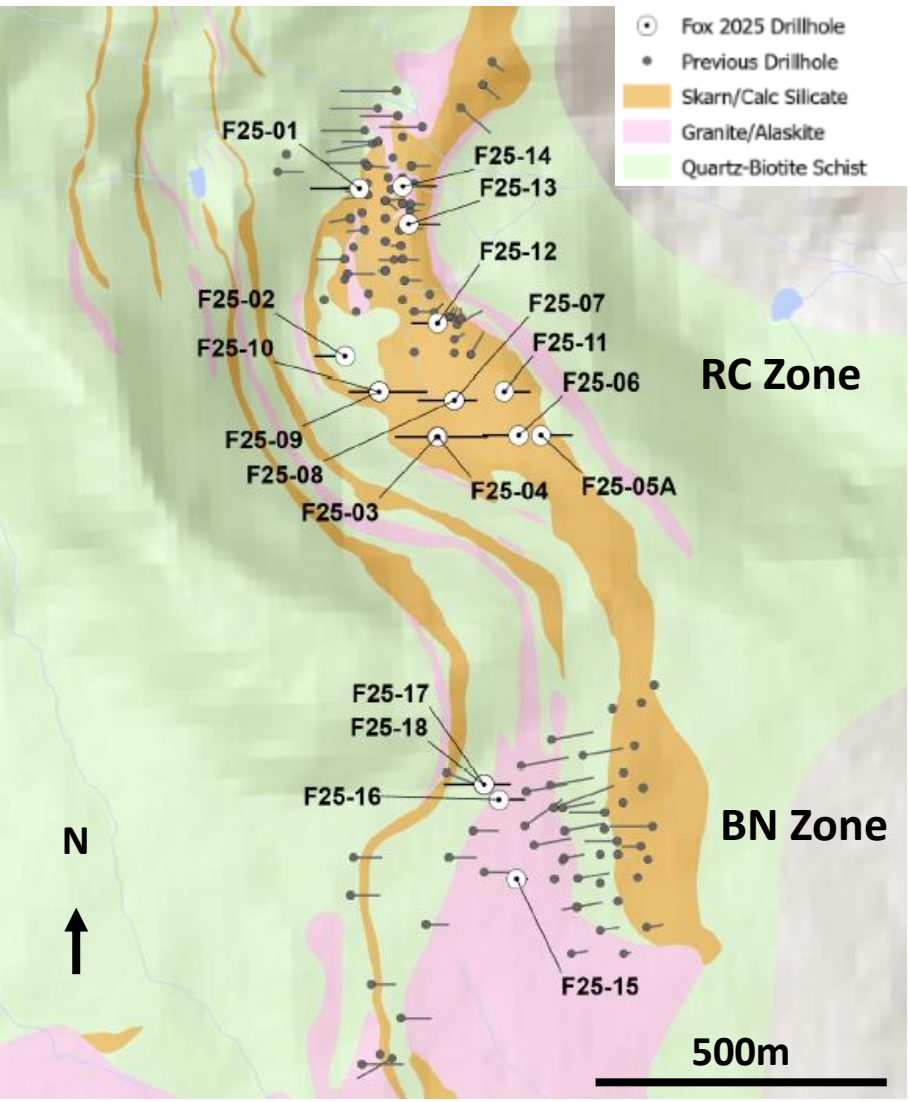 Fox 2025 Drillhole
Previous Drillhole
Skarn/Calc Silicate
Granite/Alaskite
Quartz-Biotite Schist
F25-01
F25-14
F25-13
F25-12
F25-02
F25-07
F25-10
F25-11
RC Zone
F25-06
F25-09
F25-08
F25-04
F25-05A
F25-03
F25-17
F25-18
F25-16
BN Zone
N
F25-15
500m